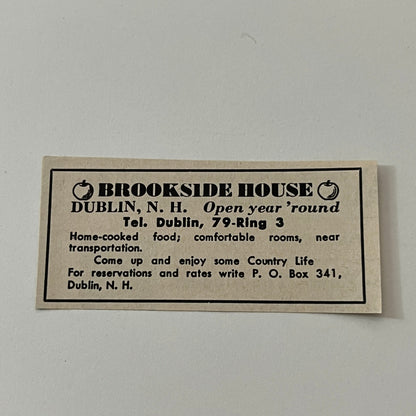 BROOKSIDE HOUSE
DUBLIN, N. H. Open year 'round
Tel. Dublin, 79-Ring 3
Home-cooked food; comfortable rooms, near
transportation.
Come up and enjoy some Country Life
For reservations and rates write P. O. Box 341,
Dublin, N. H.